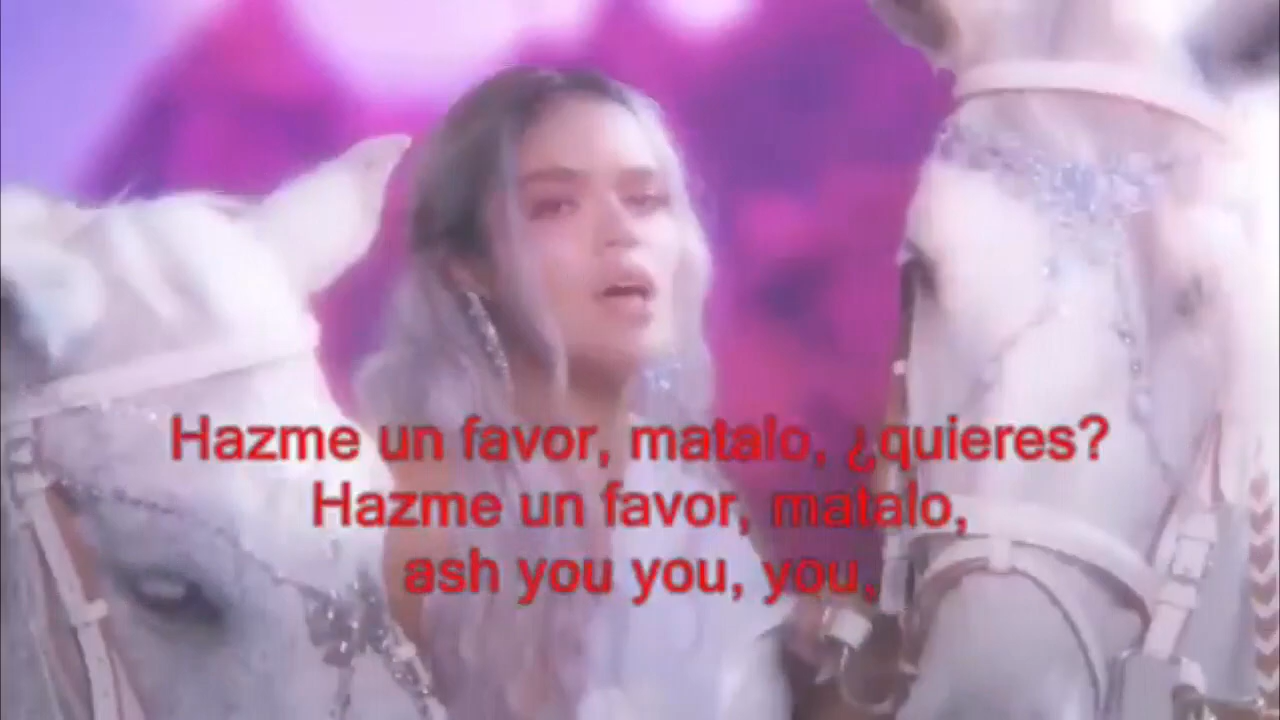 Hazme un favor, matalo, ¿quieres?
Hazme un favor, matalo,
ash you you, you,